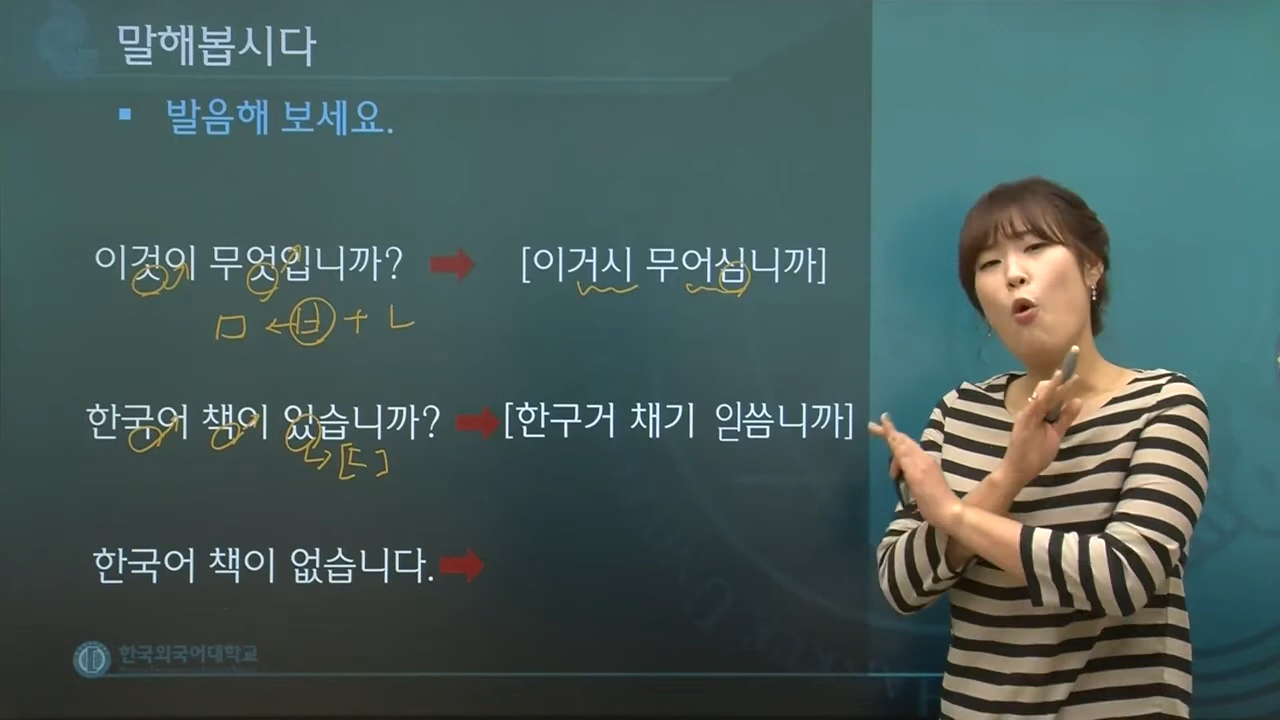 말해봅시다
▪ 발음해 보세요.
이것이 무엇입니까? [이거시 무어심니까]
ㅁ ← ㅂ + ㄴ
한국어 책이 있습니까? [한구거 채기 읻씀니까]
[ㄷ]
한국어 책이 없습니다.
한국외국어대학교